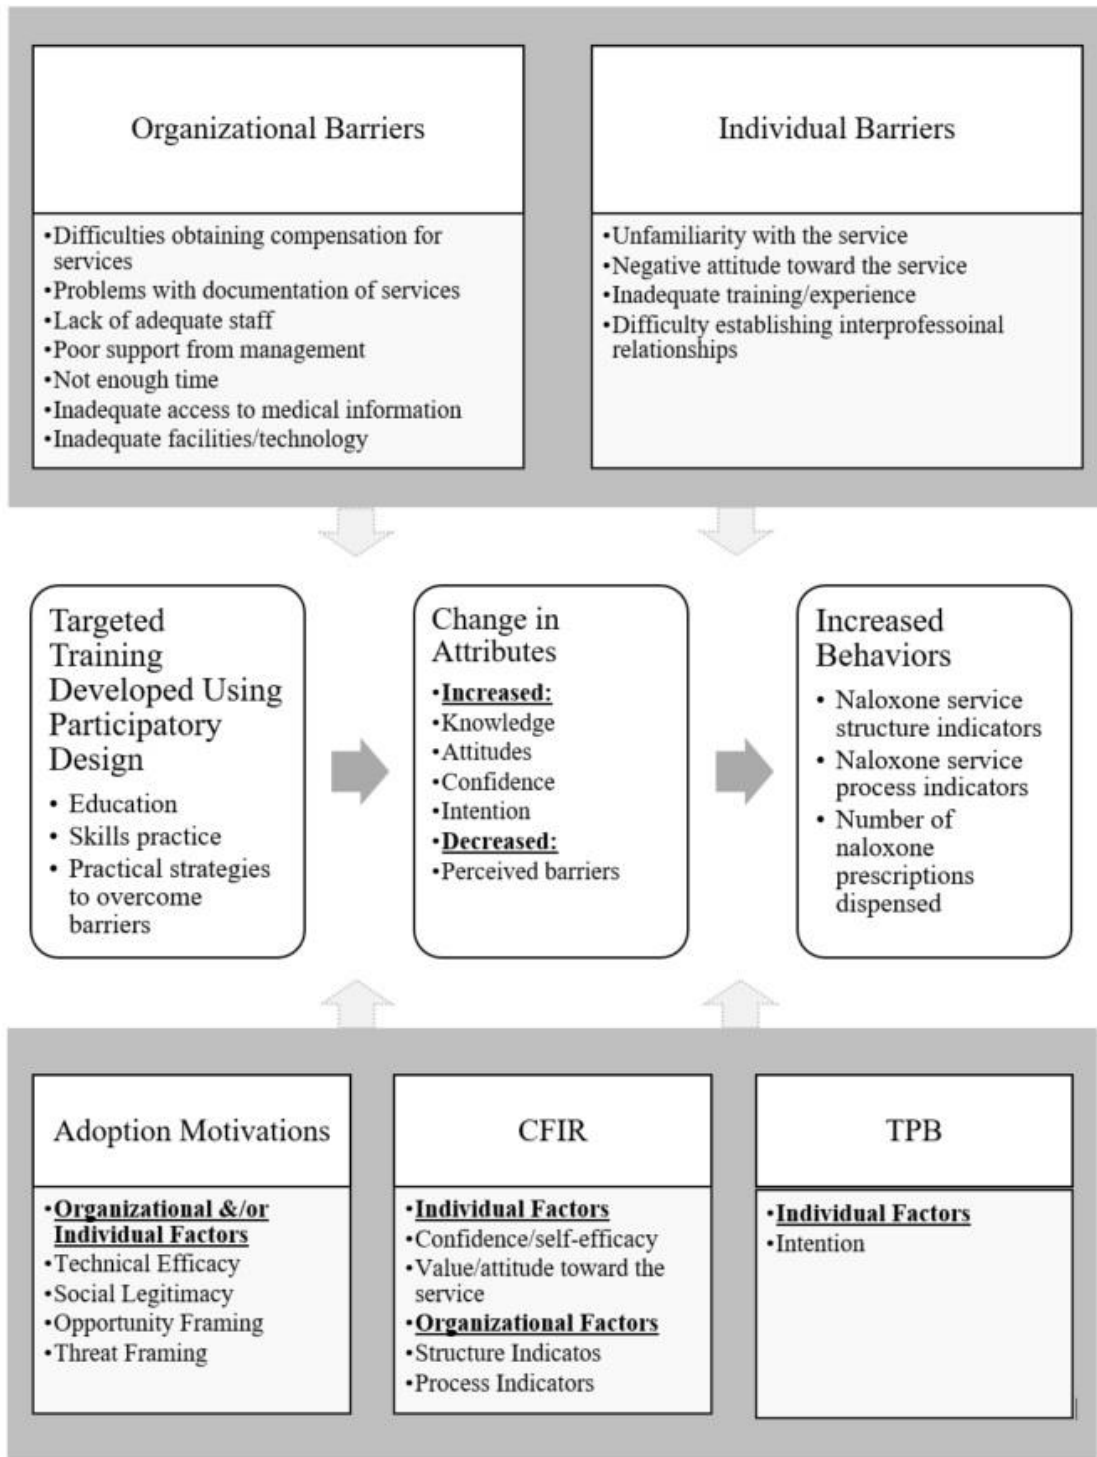 Organizational Barriers
•Difficulties obtaining compensation for
services
•Problems with documentation of services
•Lack of adequate staff
•Poor support from management
•Not enough time
•Inadequate access to medical information
•Inadequate facilities/technology
Individual Barriers
•Unfamiliarity with the service
•Negative attitude toward the service
•Inadequate training/experience
•Difficulty establishing interprofessoinal
relationships
Targeted
Training
Developed Using
Participatory
Design
• Education
• Skills practice
• Practical strategies
to overcome
barriers
Change in
Attributes
•Increased:
•Knowledge
•Attitudes
•Confidence
•Intention
•Decreased:
•Perceived barriers
Increased
Behaviors
• Naloxone service
structure indicators
• Naloxone service
process indicators
• Number of
naloxone
prescriptions
dispensed
Adoption Motivations
•Organizational &/or
Individual Factors
•Technical Efficacy
•Social Legitimacy
•Opportunity Framing
•Threat Framing
CFIR
•Individual Factors
•Confidence/self-efficacy
•Value/attitude toward the
service
•Organizational Factors
•Structure Indicatos
•Process Indicators
TPB
•Individual Factors
•Intention